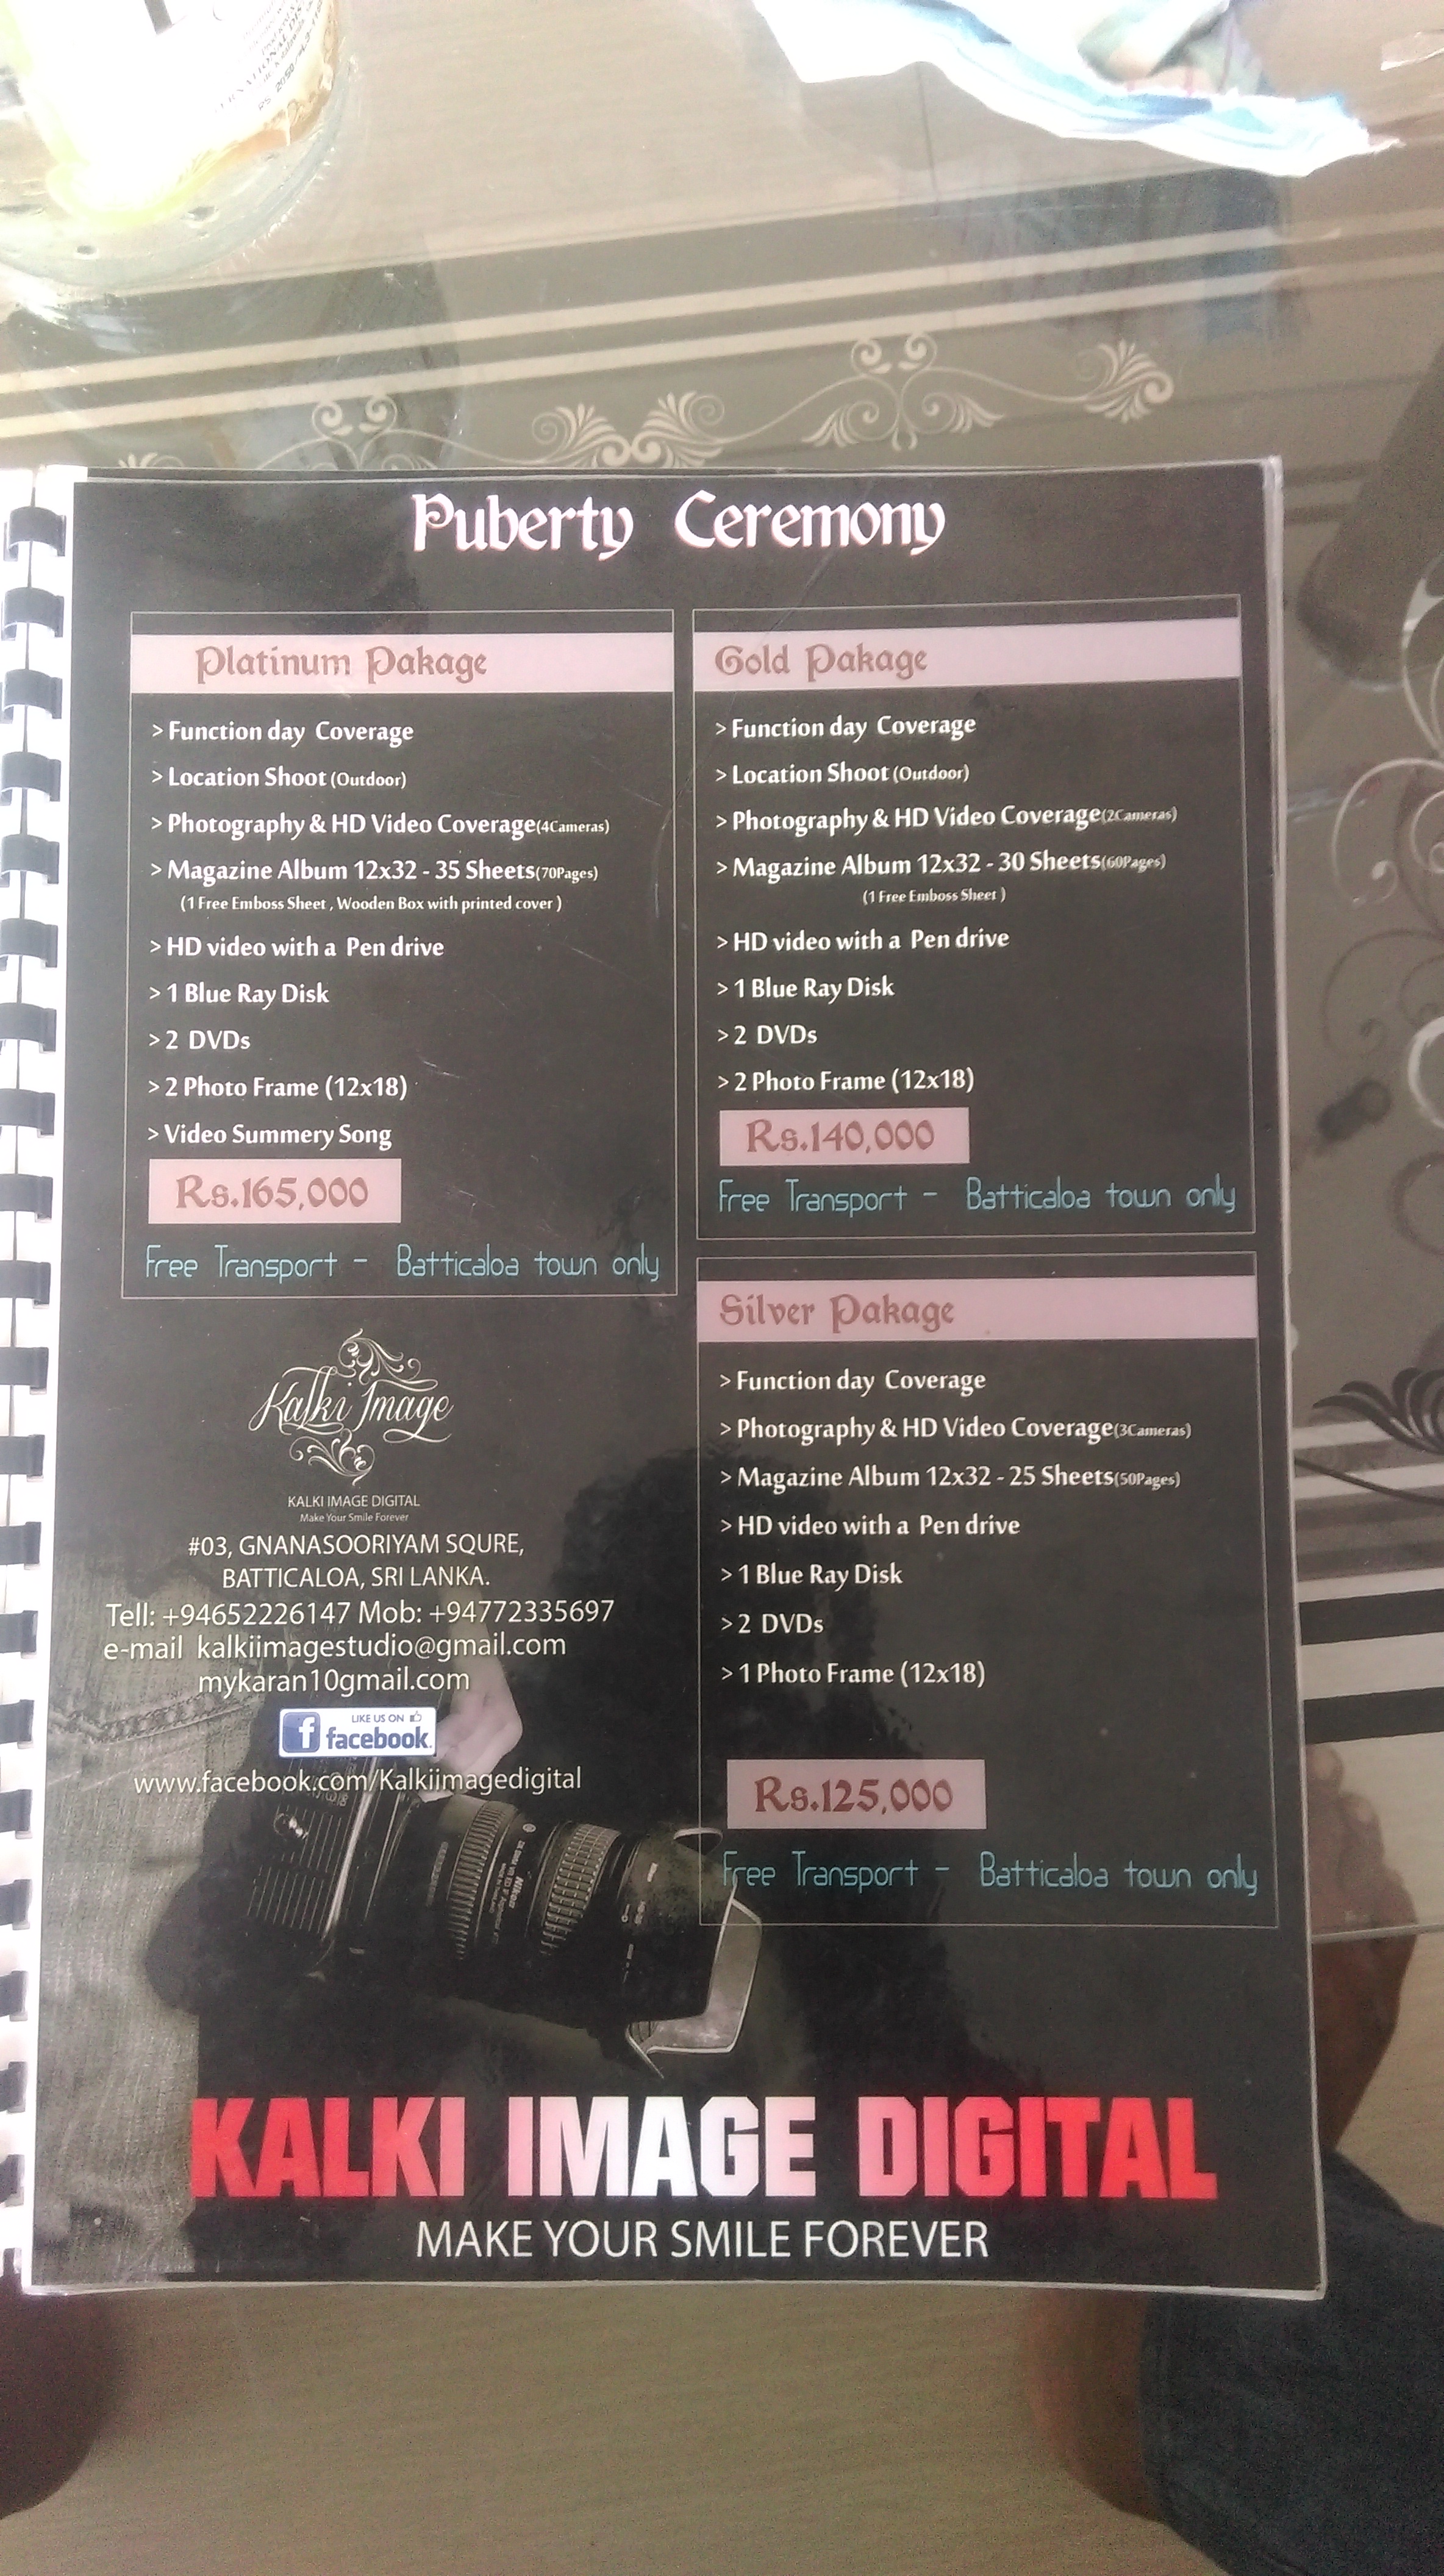 RS 2050
Puberty Ceremony
Platinum Pakage
> Function day Coverage
> Location Shoot (Outdoor)
> Photography & HD Video Coverage(4Cameras)
> Magazine Album 12x32 - 35 Sheets(70Pages)
(1 Free Emboss Sheet , Wooden Box with printed cover )
> HD video with a Pen drive
> 1 Blue Ray Disk
> 2 DVDs
> 2 Photo Frame (12x18)
> Video Summery Song
Rs.165,000
Free Transport - Batticaloa town only
Gold Pakage
> Function day Coverage
> Location Shoot (Outdoor)
> Photography & HD Video Coverage(2Cameras)
> Magazine Album 12x32 - 30 Sheets(60Pages)
(1 Free Emboss Sheet )
> HD video with a Pen drive
> 1 Blue Ray Disk
> 2 DVDs
> 2 Photo Frame (12x18)
Rs.140,000
Free Transport - Batticaloa town only
Silver Pakage
> Function day Coverage
> Photography & HD Video Coverage(3Cameras)
> Magazine Album 12x32 - 25 Sheets(50Pages)
> HD video with a Pen drive
> 1 Blue Ray Disk
> 2 DVDs
> 1 Photo Frame (12x18)
Rs.125,000
Free Transport - Batticaloa town only
Kalki Image
KALKI IMAGE DIGITAL
Make Your Smile Forever
#03, GNANASOORIYAM SQURE,
BATTICALOA, SRI LANKA.
Tell: +94652226147 Mob: +94772335697
e-mail kalkiimagestudio@gmail.com
mykaran10gmail.com
LIKE US ON
f facebook.
www.facebook.com/Kalkiimagedigital
KALKI IMAGE DIGITAL
MAKE YOUR SMILE FOREVER